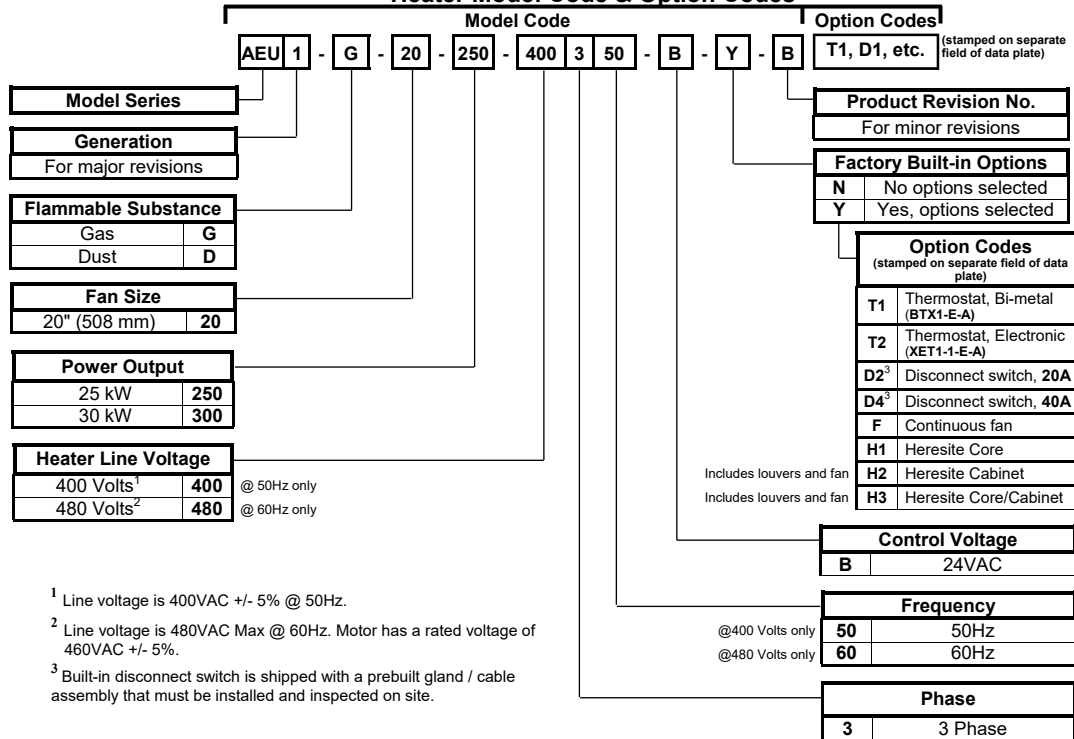 Heater Model Code & Option Codes
Model Code
Option Codes
AEU 1 - G - 20 - 250 - 400 3 50 - B - Y - B
T1, D1, etc.
(stamped on separate
field of data plate)
Model Series
Generation
For major revisions
Flammable Substance
Gas G
Dust D
Fan Size
20" (508 mm) 20
Power Output
25 kW 250
30 kW 300
Heater Line Voltage
400 Volts1 400 @ 50Hz only
480 Volts2 480 @ 60Hz only
Product Revision No.
For minor revisions
Factory Built-in Options
N No options selected
Y Yes, options selected
Option Codes
(stamped on separate field of data
plate)
T1 Thermostat, Bi-metal
(BTX1-E-A)
T2 Thermostat, Electronic
(XET1-1-E-A)
D23 Disconnect switch, 20A
D43 Disconnect switch, 40A
F Continuous fan
H1 Heresite Core
Includes louvers and fan H2 Heresite Cabinet
Includes louvers and fan H3 Heresite Core/Cabinet
Control Voltage
B 24VAC
Frequency
@400 Volts only 50 50Hz
@480 Volts only 60 60Hz
Phase
3 3 Phase
1 Line voltage is 400VAC +/- 5% @ 50Hz.
2 Line voltage is 480VAC Max @ 60Hz. Motor has a rated voltage of
460VAC +/- 5%.
3 Built-in disconnect switch is shipped with a prebuilt gland / cable
assembly that must be installed and inspected on site.